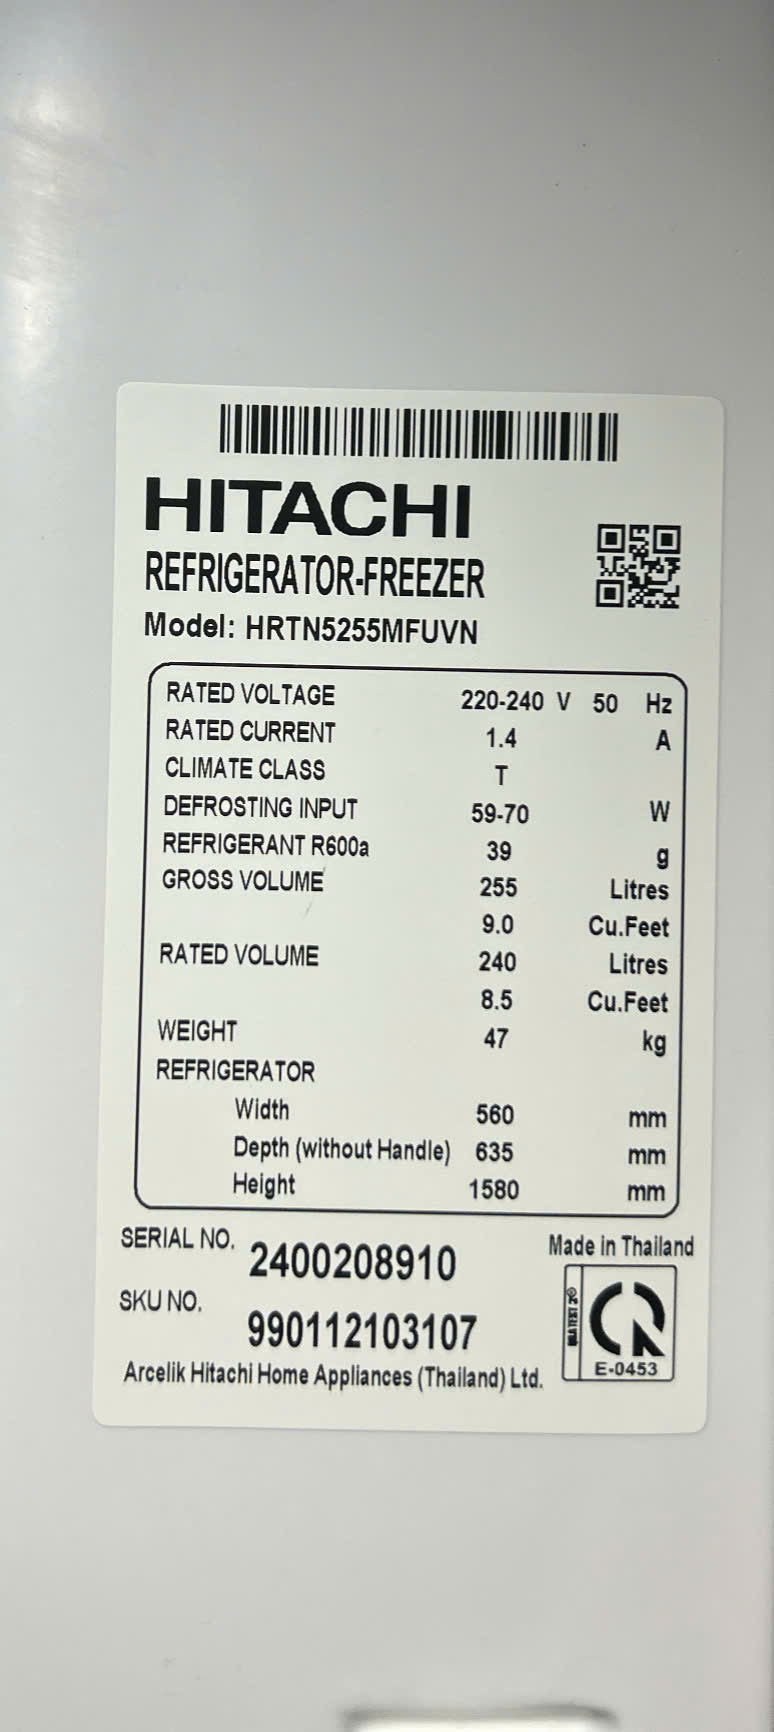 HITACHI
REFRIGERATOR-FREEZER
Model: HRTN5255MFUVN
RATED VOLTAGE 220-240 V 50 Hz
RATED CURRENT 1.4 A
CLIMATE CLASS T
DEFROSTING INPUT 59-70 W
REFRIGERANT R600a 39 g
GROSS VOLUME 255 Litres
9.0 Cu.Feet
RATED VOLUME 240 Litres
8.5 Cu.Feet
WEIGHT 47 kg
REFRIGERATOR
Width 560 mm
Depth (without Handle) 635 mm
Height 1580 mm
SERIAL NO. 2400208910
Made in Thailand
SKU NO. 990112103107
E-0453
Arcelik Hitachi Home Appliances (Thailand) Ltd.